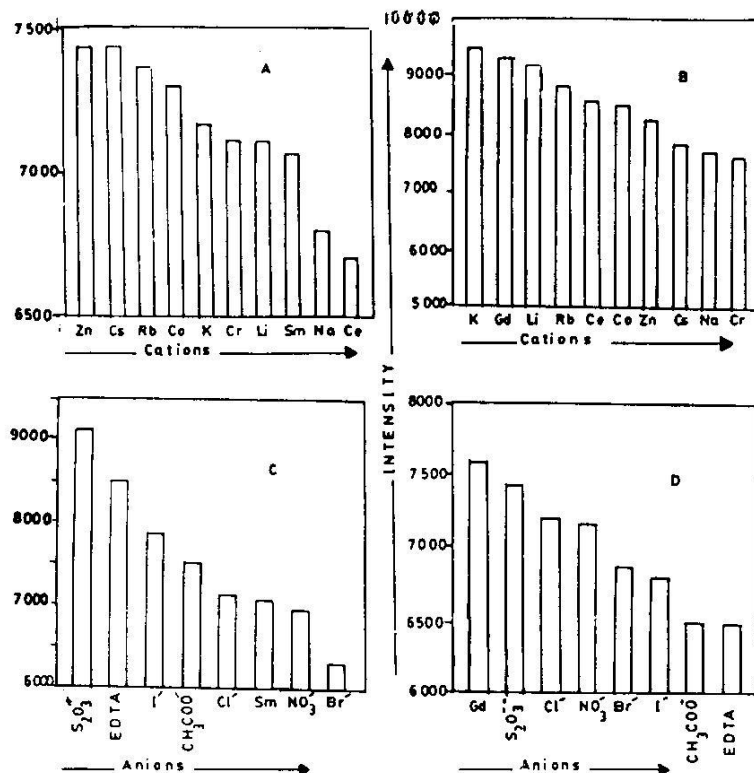 7500
7000
6500
A
Zn Cs Rb Co K Cr Li Sm Na Ce
Cations
10000
9000
8000
7000
6000
5000
B
K Gd Li Rb Ce Co Zn Cs Na Cr
Cations
INTENSITY
9000
8000
7000
6000
C
EDTA I′ CH₃COO′ Cl′ Sm NO₃′ Br′
Anions
8000
7500
7000
6500
6000
D
Gd S₂O₃″ Cl′ NO₃′ Br′ I′ CH₃COO′ EDTA
Anions